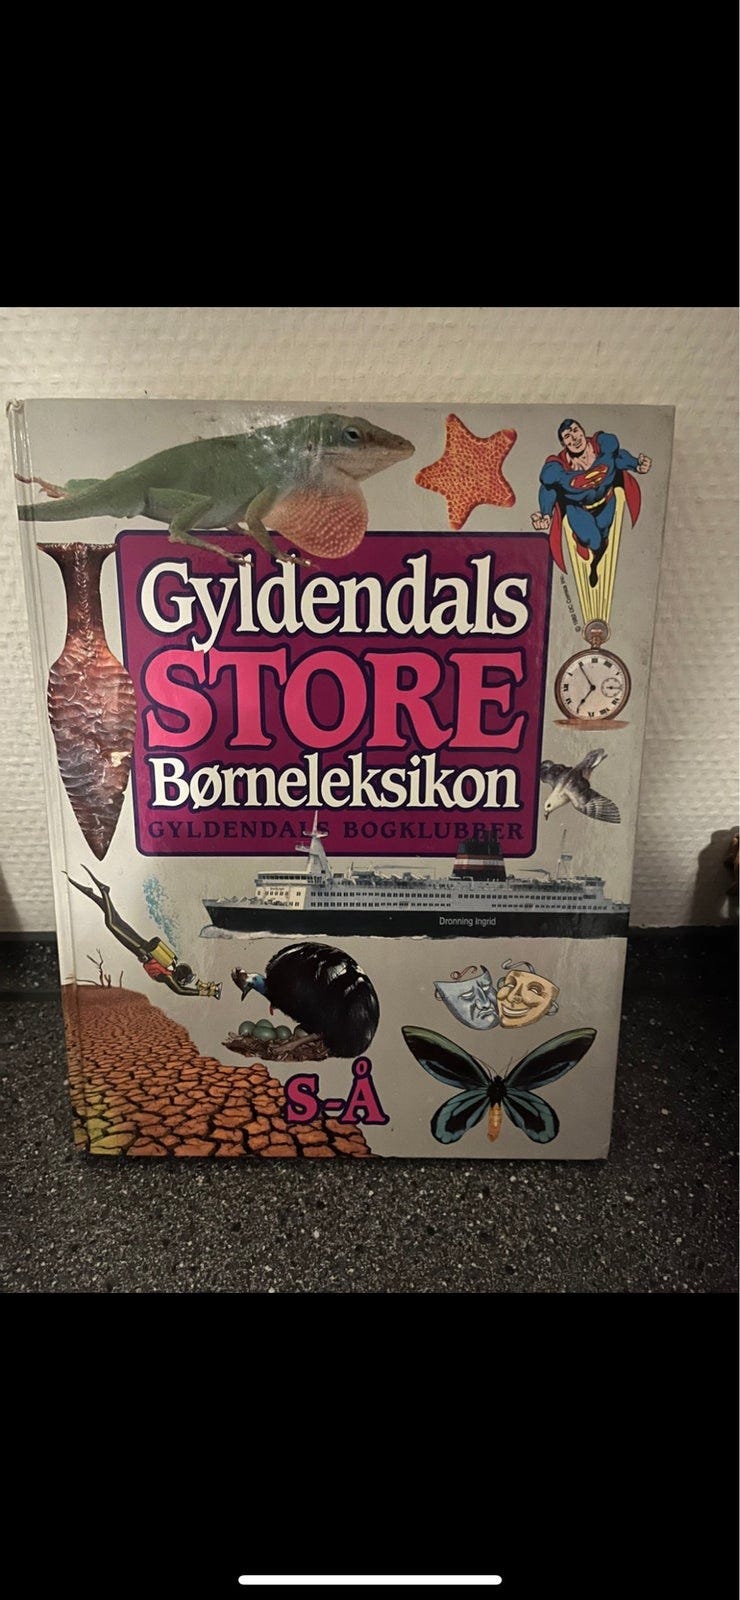 Gyldendals
STORE
Børneleksikon
GYLDENDALS BOGKLUBBER
Dronning Ingrid
S-Å